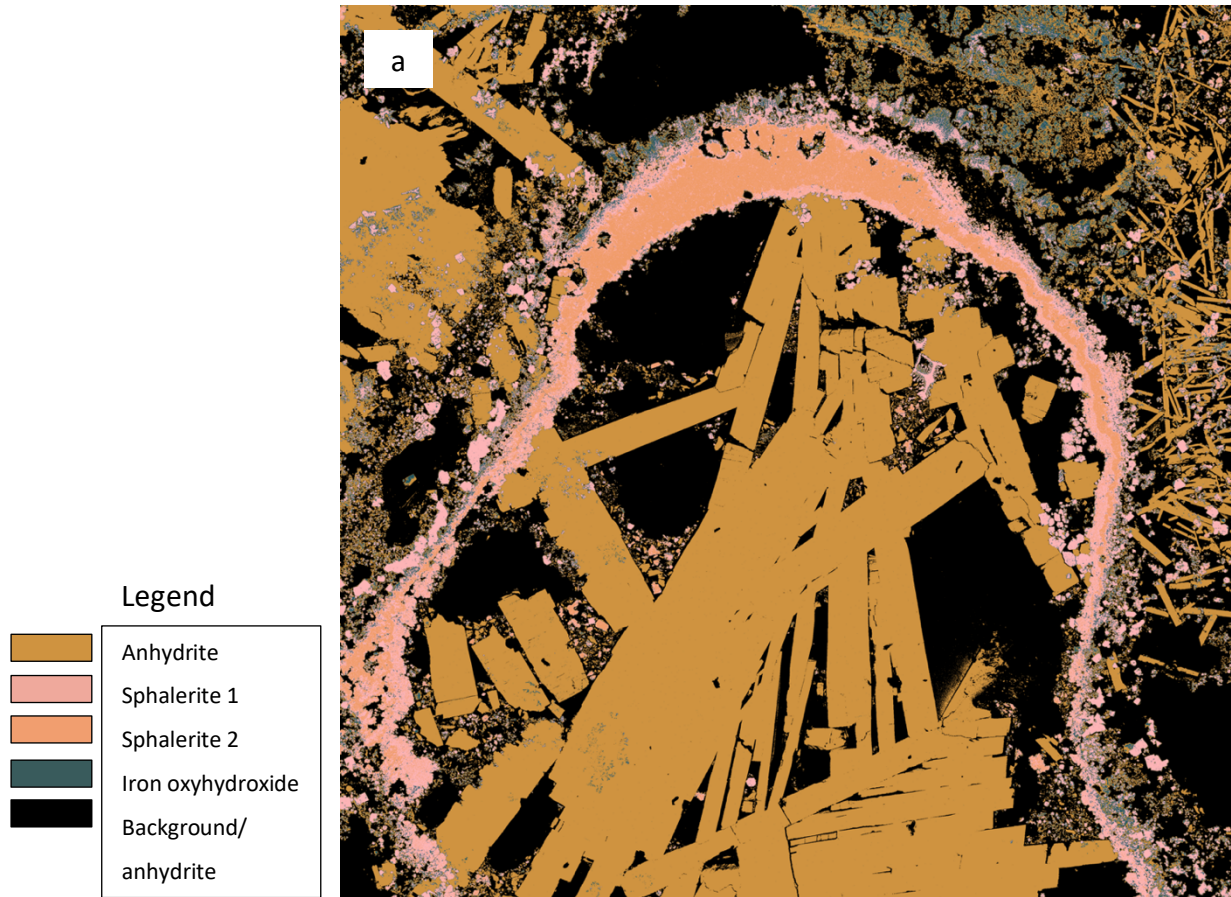 a
Legend
Anhydrite
Sphalerite 1
Sphalerite 2
Iron oxyhydroxide
Background/
anhydrite